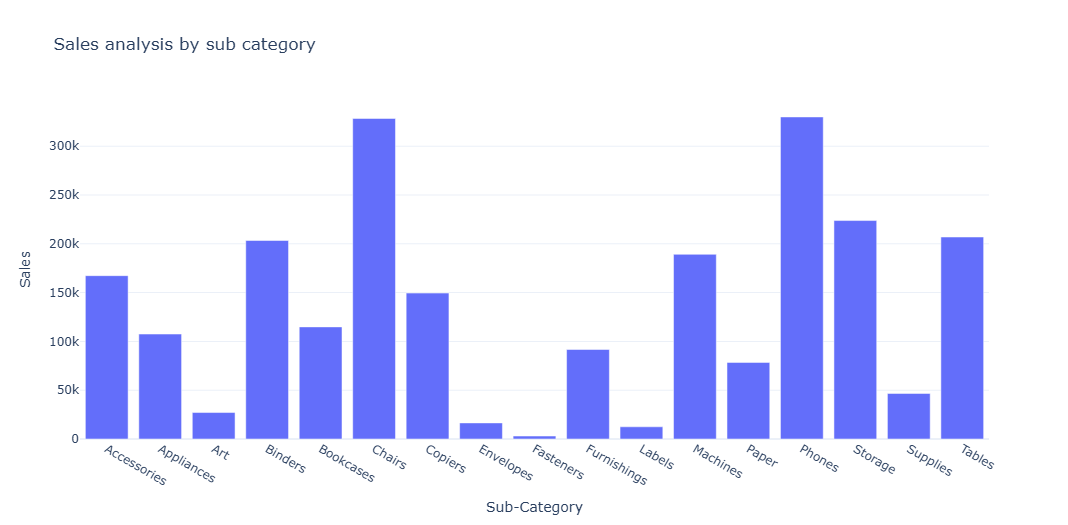 Sales analysis by sub category
300k
250k
200k
150k
100k
50k
0
Sales
Accessories
Appliances
Art
Binders
Bookcases
Chairs
Copiers
Envelopes
Fasteners
Furnishings
Labels
Machines
Paper
Phones
Storage
Supplies
Tables
Sub-Category